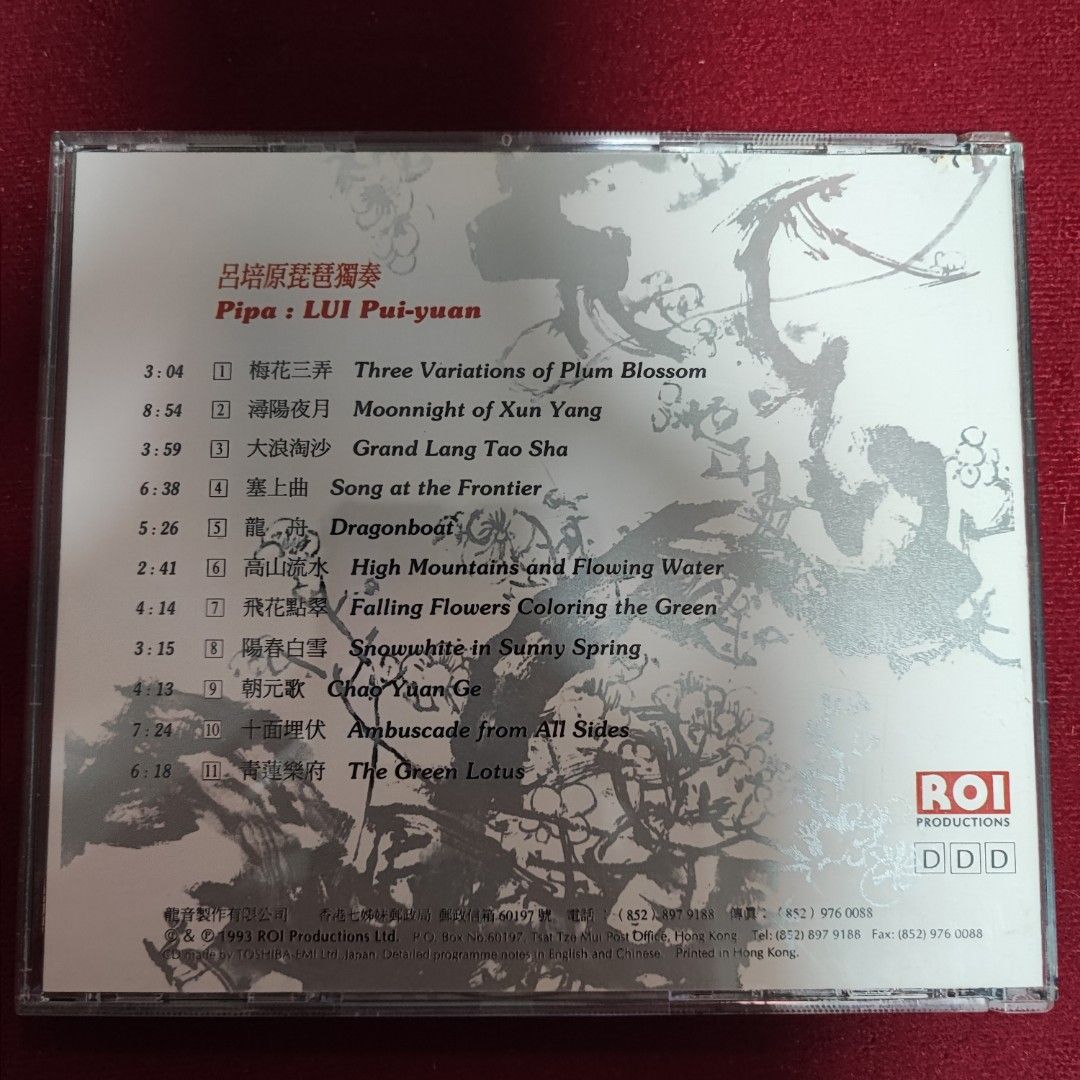 呂培原琵琶獨奏
Pipa : LUI Pui-yuan
3 : 04 1 梅花三弄 Three Variations of Plum Blossom
8 : 54 2 潯陽夜月 Moonnight of Xun Yang
3 : 59 3 大浪淘沙 Grand Lang Tao Sha
6 : 38 4 塞上曲 Song at the Frontier
5 : 26 5 龍 舟 Dragonboat
2 : 41 6 高山流水 High Mountains and Flowing Water
4 : 14 7 飛花點翠 Falling Flowers Coloring the Green
3 : 15 8 陽春白雪 Snowwhite in Sunny Spring
4 : 13 9 朝元歌 Chao Yuan Ge
7 : 24 10 十面埋伏 Ambuscade from All Sides
6 : 18 11 青蓮樂府 The Green Lotus
ROI
PRODUCTIONS
DDD
龍音製作有限公司 香港七姊妹郵政局 郵政信箱 60197 號 電話：（852）897 9188 傳真：（852）976 0088
© & ℗ 1993 ROI Productions Ltd. P.O. Box No.60197, Tsat Tze Mui Post Office, Hong Kong Tel: (852) 897 9188 Fax: (852) 976 0088
CD made by TOSHIBA-EMI Ltd. Japan. Detailed programme notes in English and Chinese Printed in Hong Kong.